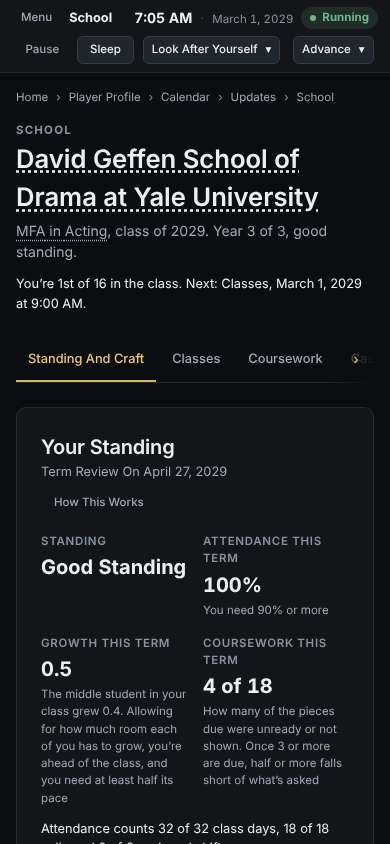 Menu School 7:05 AM · March 1, 2029 Running
Pause Sleep Look After Yourself ▾ Advance ▾
Home › Player Profile › Calendar › Updates › School
SCHOOL
David Geffen School of
Drama at Yale University
MFA in Acting, class of 2029. Year 3 of 3, good
standing.
You're 1st of 16 in the class. Next: Classes, March 1, 2029
at 9:00 AM.
Standing And Craft Classes Coursework ›
Your Standing
Term Review On April 27, 2029
How This Works
STANDING
Good Standing
ATTENDANCE THIS
TERM
100%
You need 90% or more
GROWTH THIS TERM
0.5
The middle student in your
class grew 0.4. Allowing
for how much room each
of you has to grow, you're
ahead of the class, and
you need at least half its
pace
COURSEWORK THIS
TERM
4 of 18
How many of the pieces
due were unready or not
shown. Once 3 or more
are due, half or more falls
short of what's asked
Attendance counts 32 of 32 class days, 18 of 18